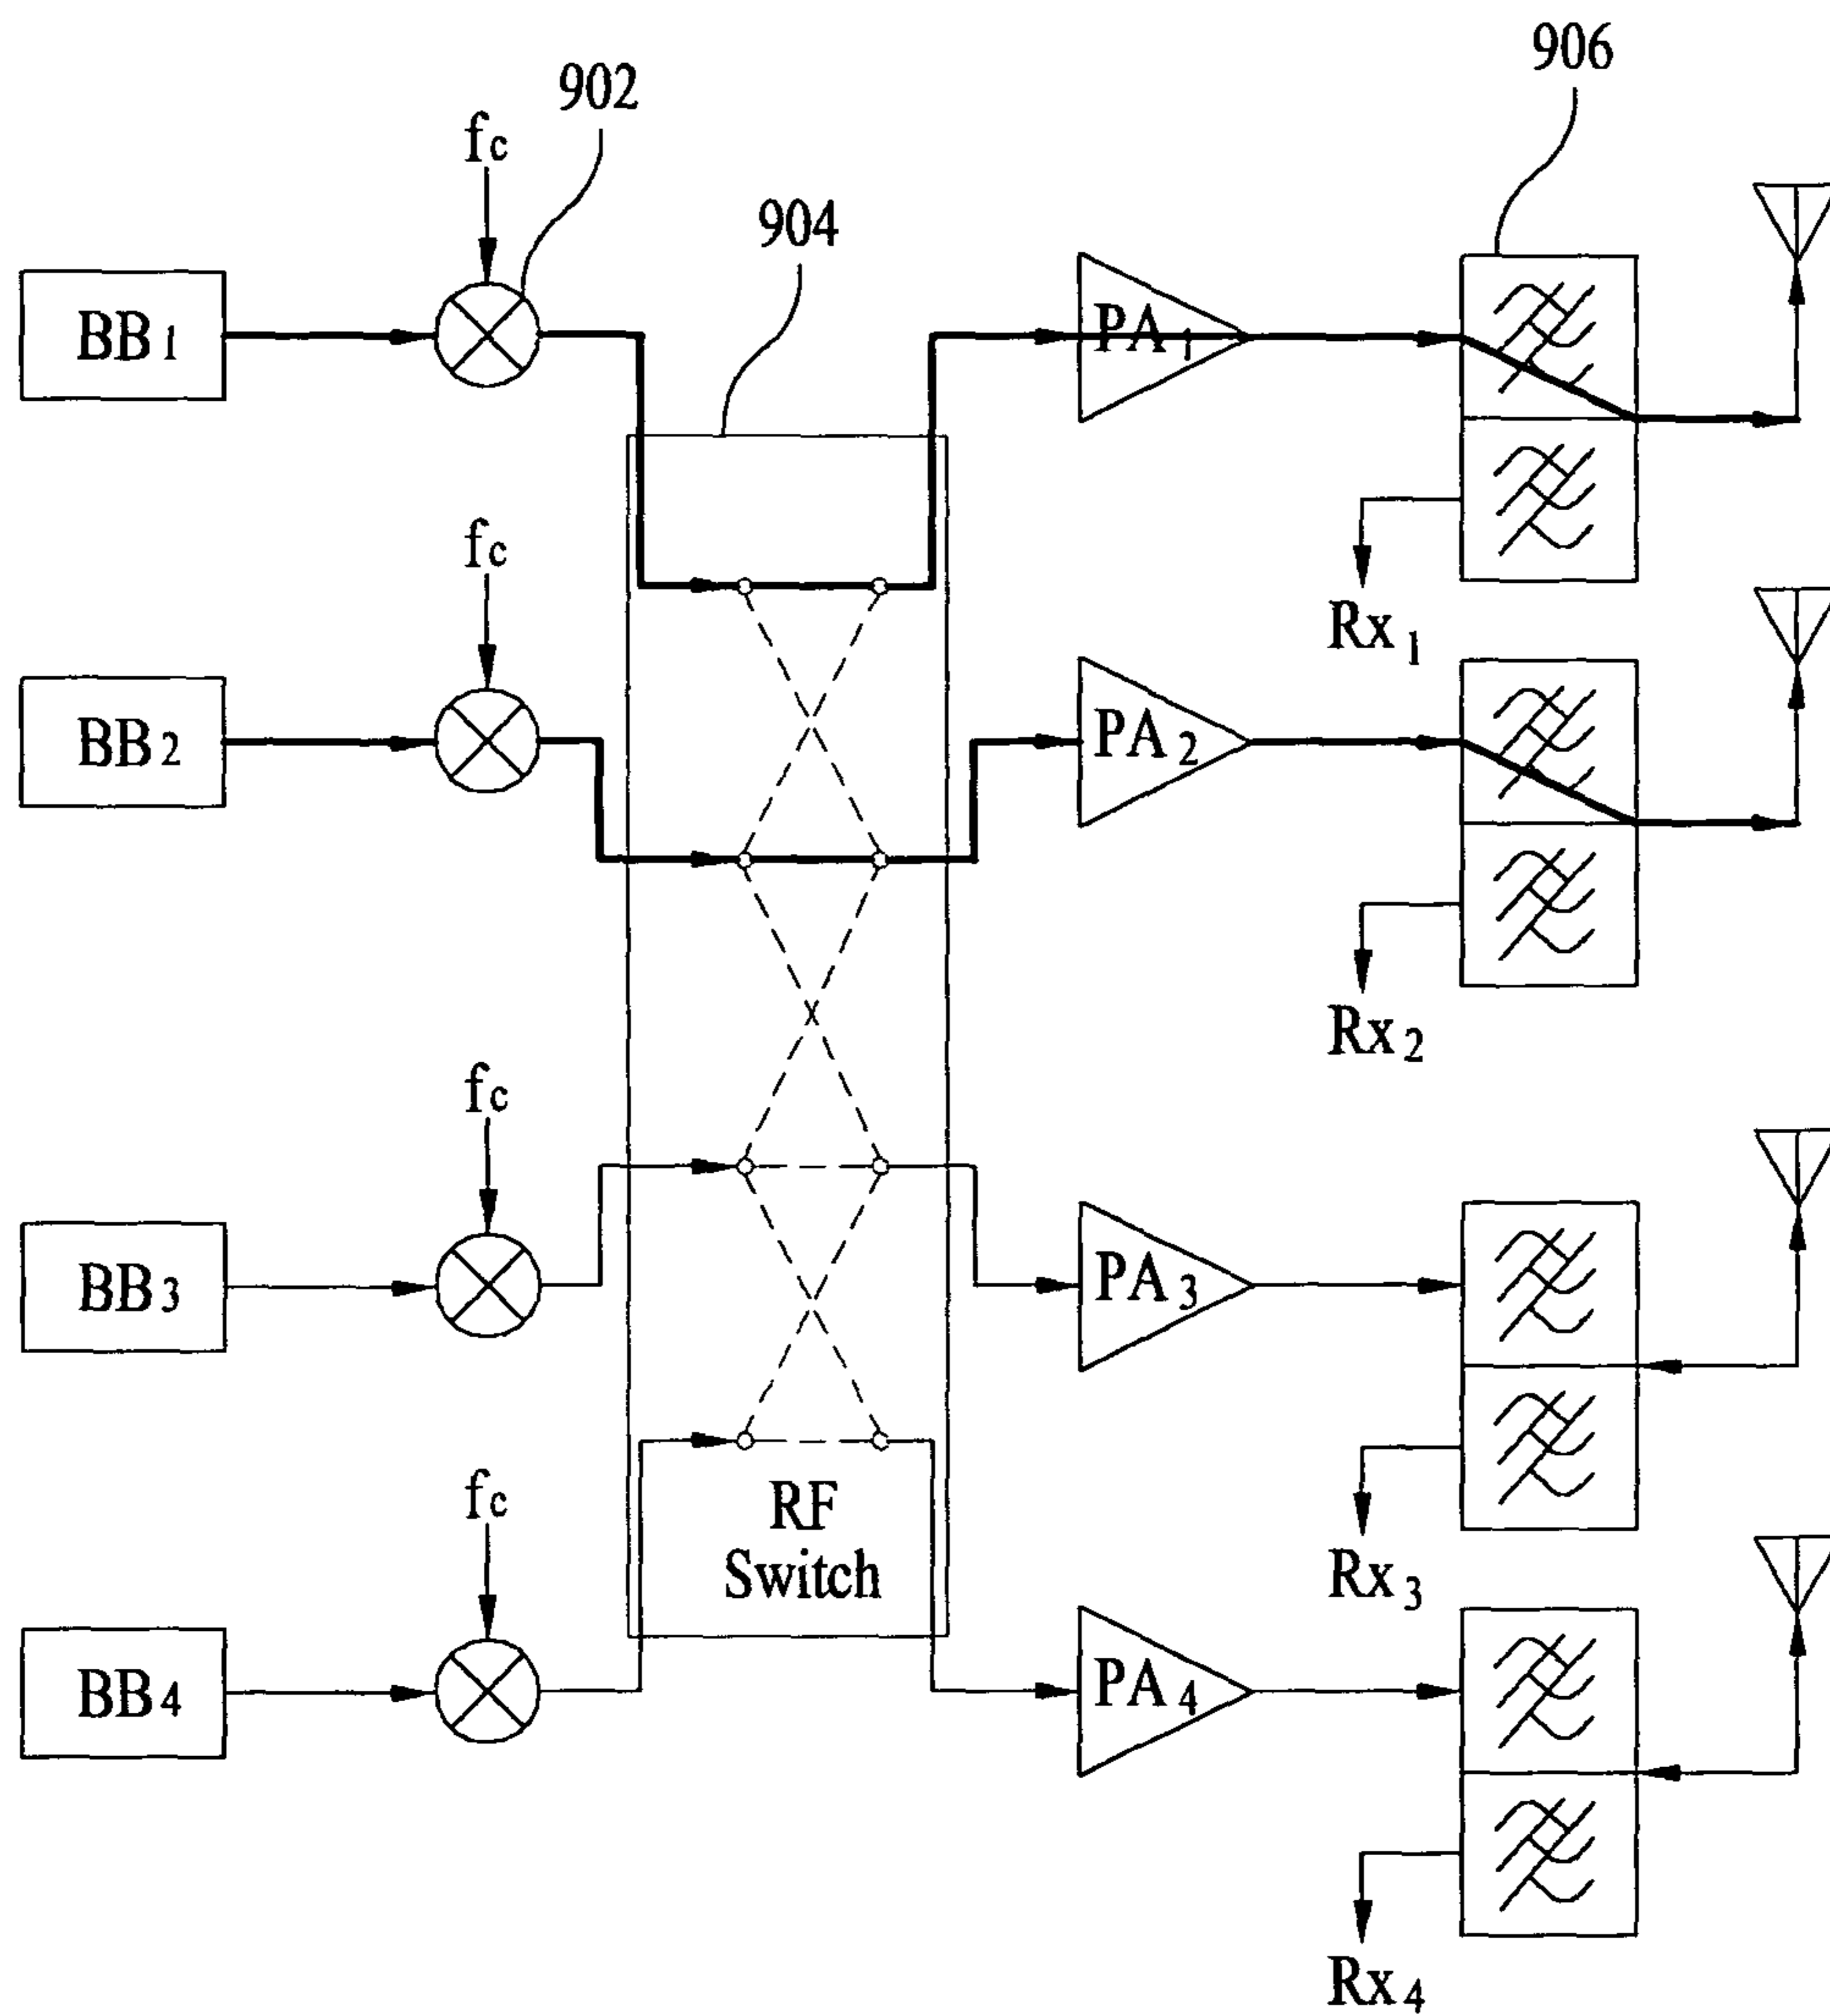 906
902
fc
904
BB1
PA1
Rx1
fc
BB2
PA2
Rx2
fc
BB3
PA3
Rx3
fc
RF
Switch
BB4
PA4
Rx4